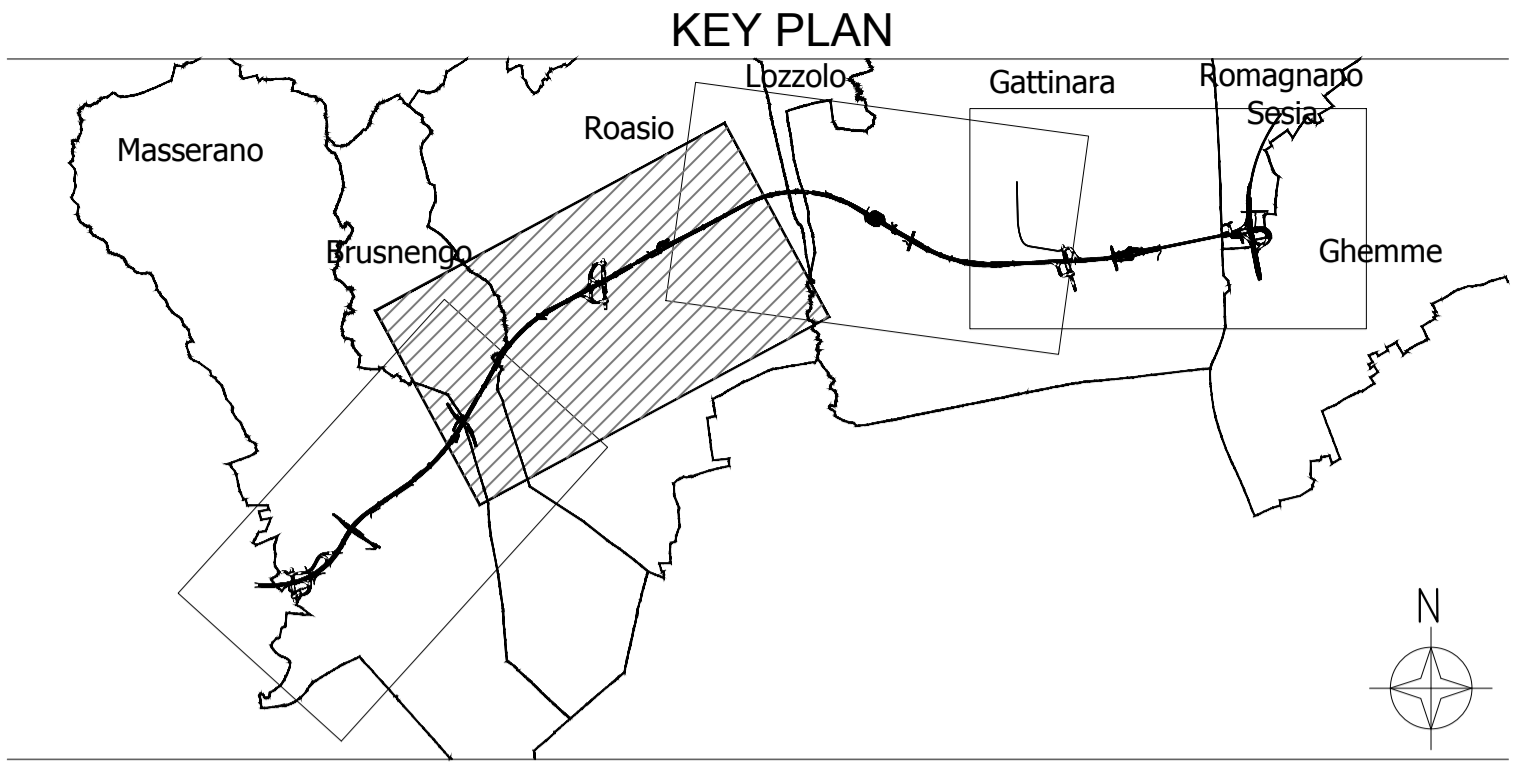 KEY PLAN
Lozzolo
Gattinara
Romagnano
Sesia
Roasio
Masserano
Brusnengo
Ghemme
N